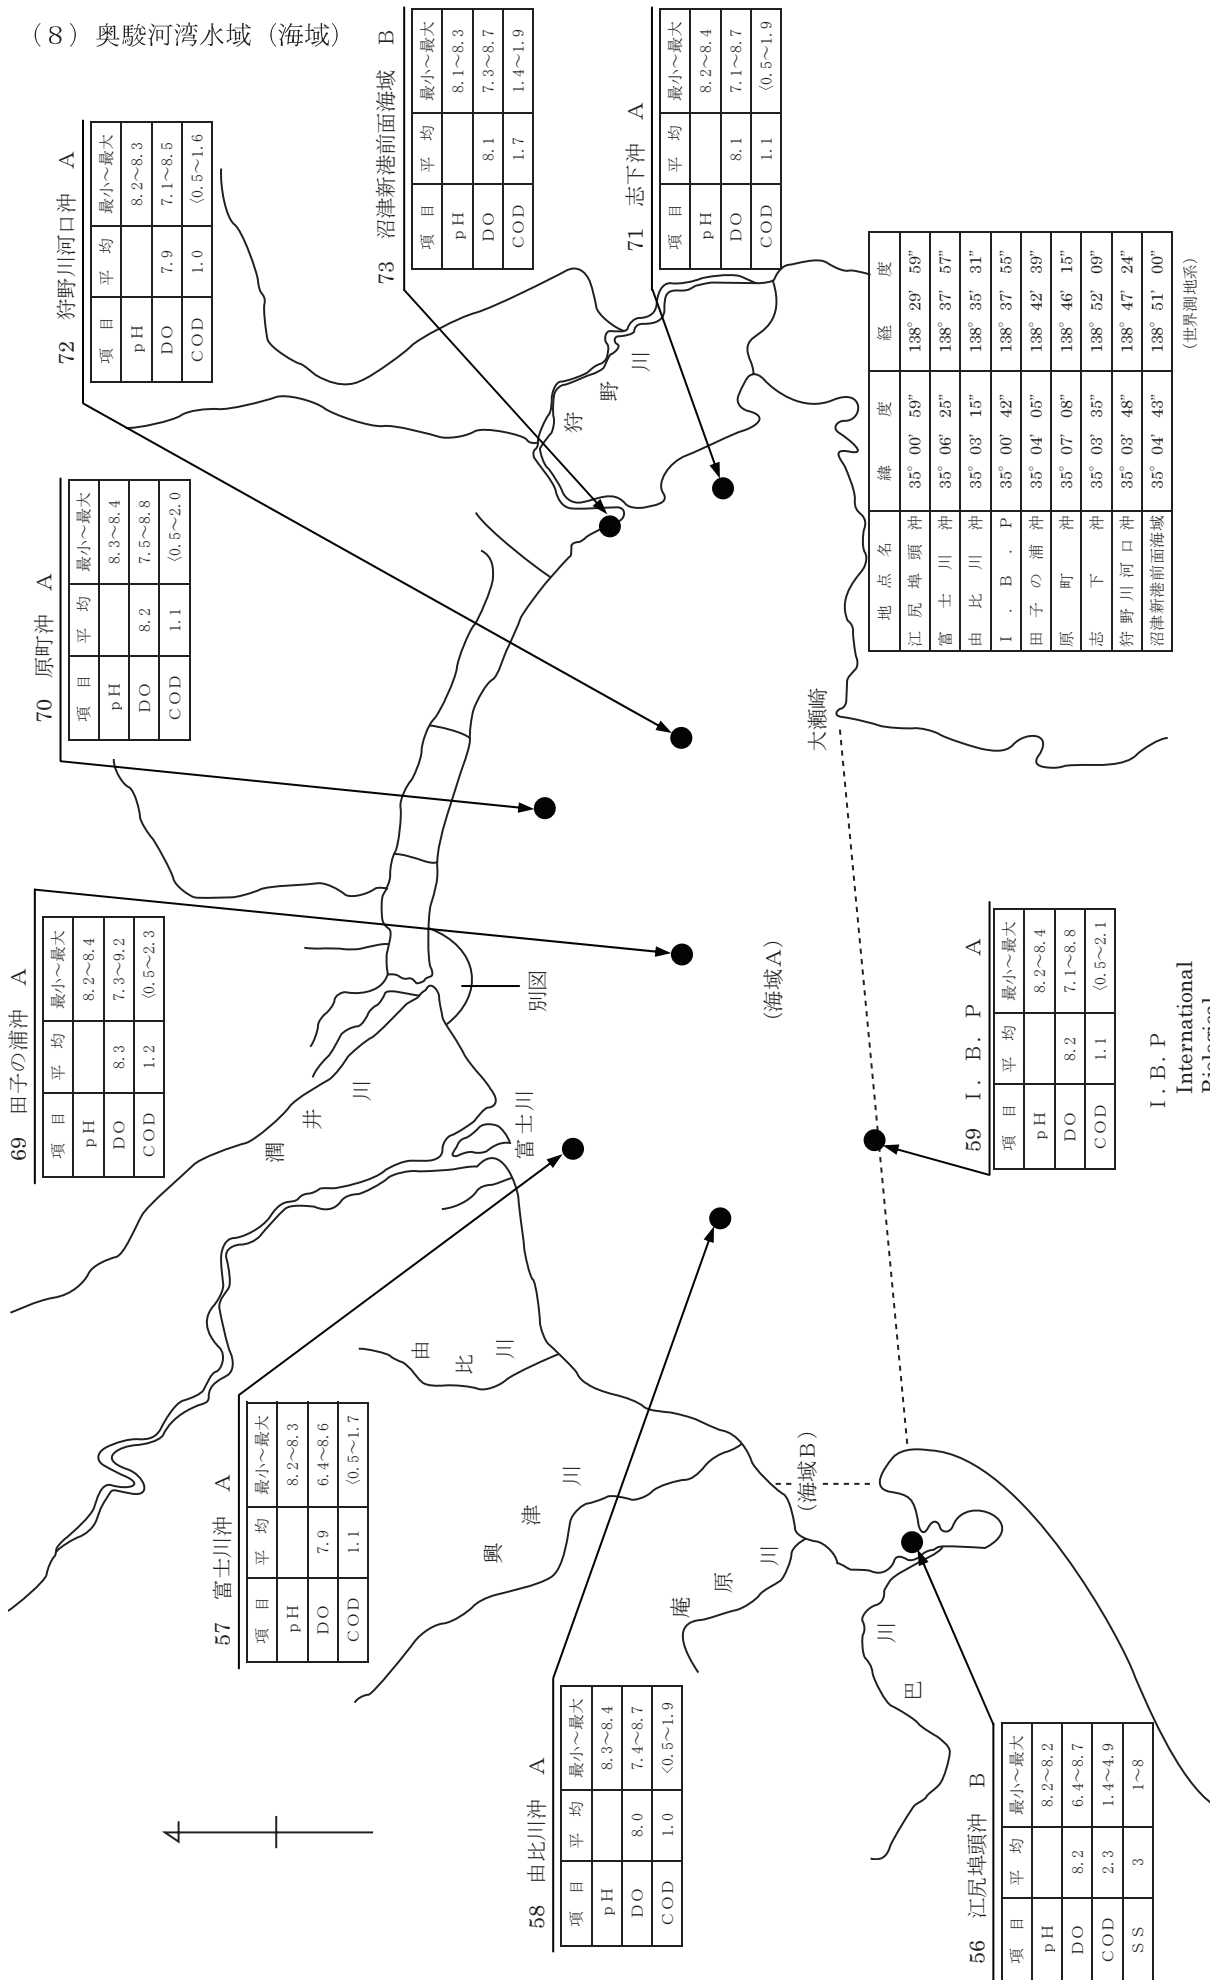 （８）奥駿河湾水域（海域）
72　狩野川河口沖　A
項　目　平　均　最小～最大
pH　8.2～8.3
DO　7.9　7.1～8.5
COD　1.0　〈0.5～1.6
73　沼津新港前面海域　B
項　目　平　均　最小～最大
pH　8.1～8.3
DO　8.1　7.3～8.7
COD　1.7　1.4～1.9
71　志下沖　A
項　目　平　均　最小～最大
pH　8.2～8.4
DO　8.1　7.1～8.7
COD　1.1　〈0.5～1.9
70　原町沖　A
項　目　平　均　最小～最大
pH　8.3～8.4
DO　8.2　7.5～8.8
COD　1.1　〈0.5～2.0
69　田子の浦沖　A
項　目　平　均　最小～最大
pH　8.2～8.4
DO　8.3　7.3～9.2
COD　1.2　〈0.5～2.3
57　富士川沖　A
項　目　平　均　最小～最大
pH　8.2～8.3
DO　7.9　6.4～8.6
COD　1.1　〈0.5～1.7
58　由比川沖　A
項　目　平　均　最小～最大
pH　8.3～8.4
DO　8.0　7.4～8.7
COD　1.0　〈0.5～1.9
56　江尻埠頭沖　B
項　目　平　均　最小～最大
pH　8.2～8.2
DO　8.2　6.4～8.7
COD　2.3　1.4～4.9
SS　3　1～8
59　I. B. P　A
項　目　平　均　最小～最大
pH　8.2～8.4
DO　8.2　7.1～8.8
COD　1.1　〈0.5～2.1
I. B. P
International
狩野川
潤井川
富士川
由比川
興津川
庵原川
巴川
別図
大瀬崎
(海域A)
(海域B)
地　点　名　緯　度　経　度
江尻埠頭沖　35°00’59”　138°29’59”
富士川沖　35°06’25”　138°37’57”
由比川沖　35°03’15”　138°35’31”
I．B．P　35°00’42”　138°37’55”
田子の浦沖　35°04’05”　138°42’39”
原町沖　35°07’08”　138°46’15”
志下沖　35°03’35”　138°52’09”
狩野川河口沖　35°03’48”　138°47’24”
沼津新港前面海域　35°04’43”　138°51’00”
(世界測地系)